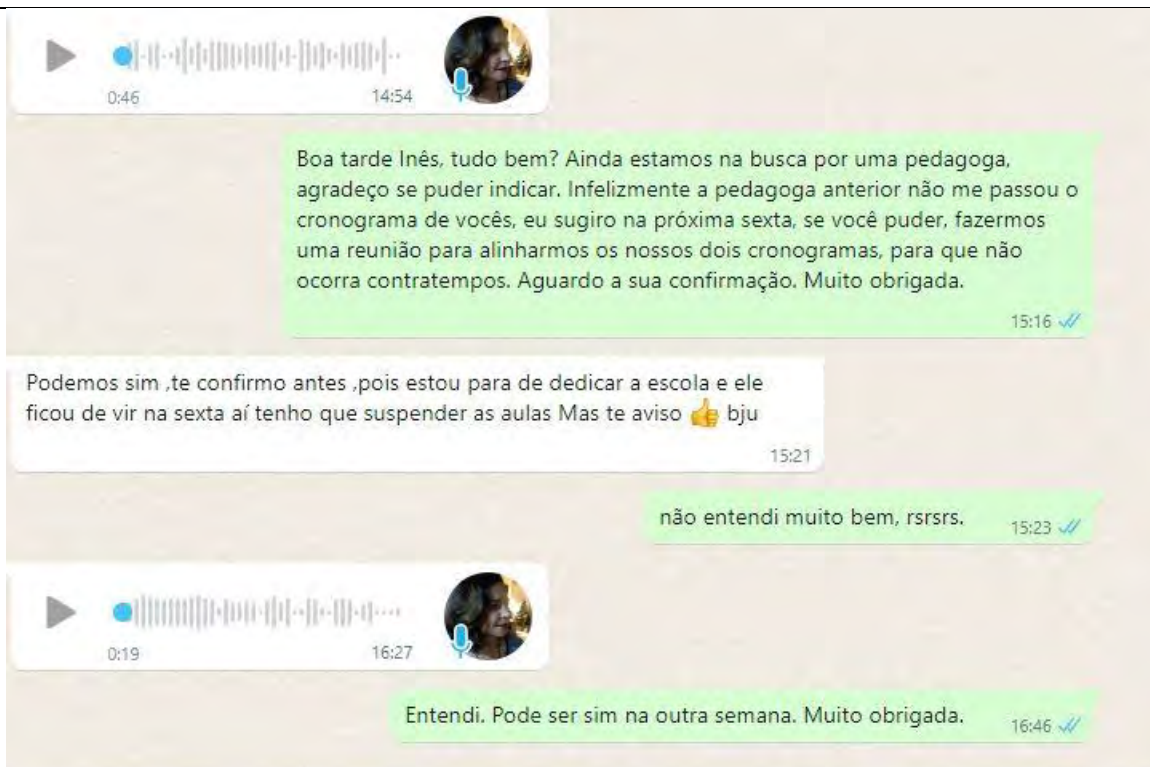 0:46 14:54
Boa tarde Inês, tudo bem? Ainda estamos na busca por uma pedagoga,
agradeço se puder indicar. Infelizmente a pedagoga anterior não me passou o
cronograma de vocês, eu sugiro na próxima sexta, se você puder, fazermos
uma reunião para alinharmos os nossos dois cronogramas, para que não
ocorra contratempos. Aguardo a sua confirmação. Muito obrigada.
15:16
Podemos sim ,te confirmo antes ,pois estou para de dedicar a escola e ele
ficou de vir na sexta aí tenho que suspender as aulas Mas te aviso 👍 bju
15:21
não entendi muito bem, rsrsrs. 15:23
0:19 16:27
Entendi. Pode ser sim na outra semana. Muito obrigada. 16:46